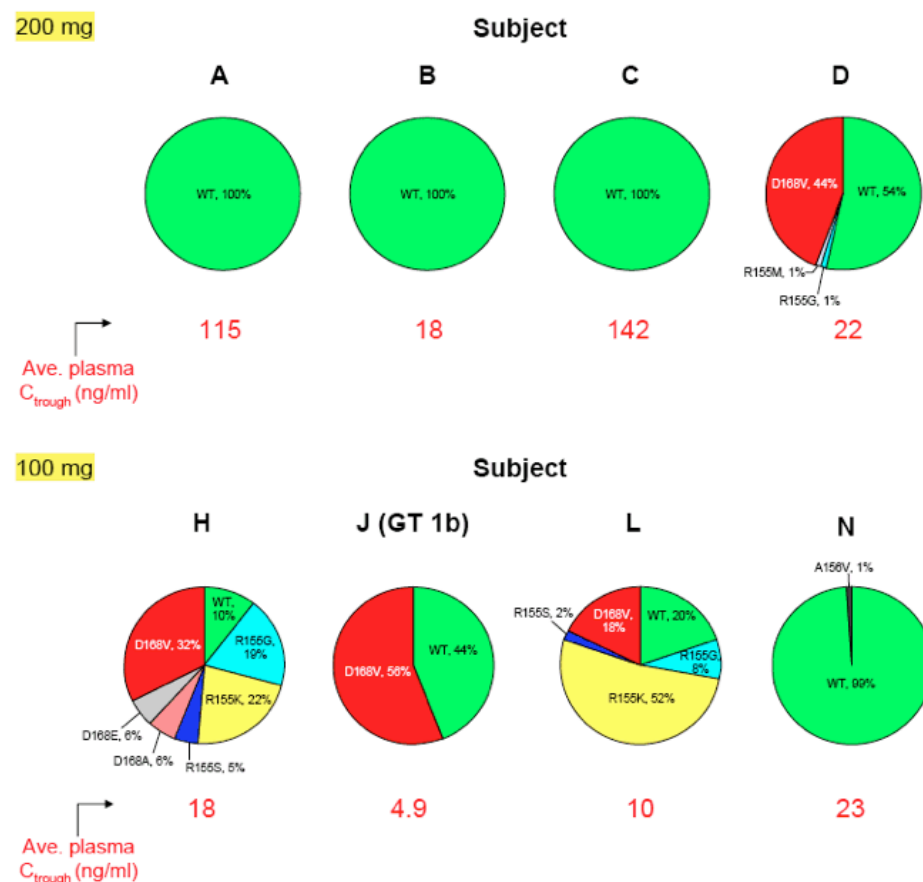 200 mg
Subject
A
B
C
D
WT, 100%
WT, 100%
WT, 100%
D168V, 44%
WT, 54%
R155M, 1%
R155G, 1%
115
18
142
22
Ave. plasma
Ctrough (ng/ml)
100 mg
Subject
H
J (GT 1b)
L
N
WT,
10%
R155G,
19%
R155K, 22%
R155S, 5%
D168A, 6%
D168E, 6%
D168V, 32%
D168V, 56%
WT, 44%
R155S, 2%
D168V,
18%
WT, 20%
R155G,
8%
R155K, 52%
A156V, 1%
WT, 99%
18
4.9
10
23
Ave. plasma
Ctrough (ng/ml)